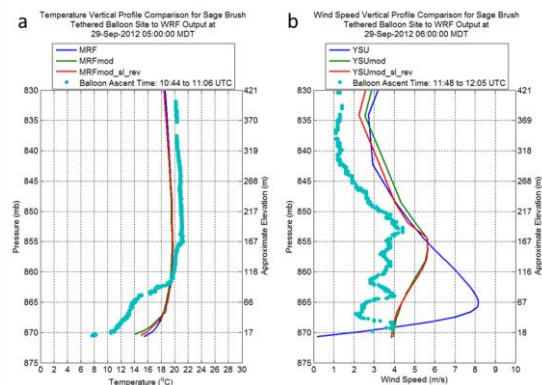 a
Temperature Vertical Profile Comparison for Sage Brush
Tethered Balloon Site to WRF Output at
29-Sep-2012 05:00:00 MDT
MRF
MRFmod
MRFmod_sl_rev
Balloon Ascent Time: 10:44 to 11:06 UTC
830
835
840
845
850
855
860
865
870
875
Pressure (mb)
421
370
319
268
217
167
116
66
17
Approximate Elevation (m)
0 2 4 6 8 10 12 14 16 18 20 22 24 26 28 30
Temperature (°C)
b
Wind Speed Vertical Profile Comparison for Sage Brush
Tethered Balloon Site to WRF Output at
29-Sep-2012 06:00:00 MDT
YSU
YSUmod
YSUmod_sl_rev
Balloon Ascent Time: 11:48 to 12:05 UTC
830
835
840
845
850
855
860
865
870
875
Pressure (mb)
421
369
318
268
217
167
116
67
18
Approximate Elevation (m)
0 1 2 3 4 5 6 7 8 9 10
Wind Speed (m/s)